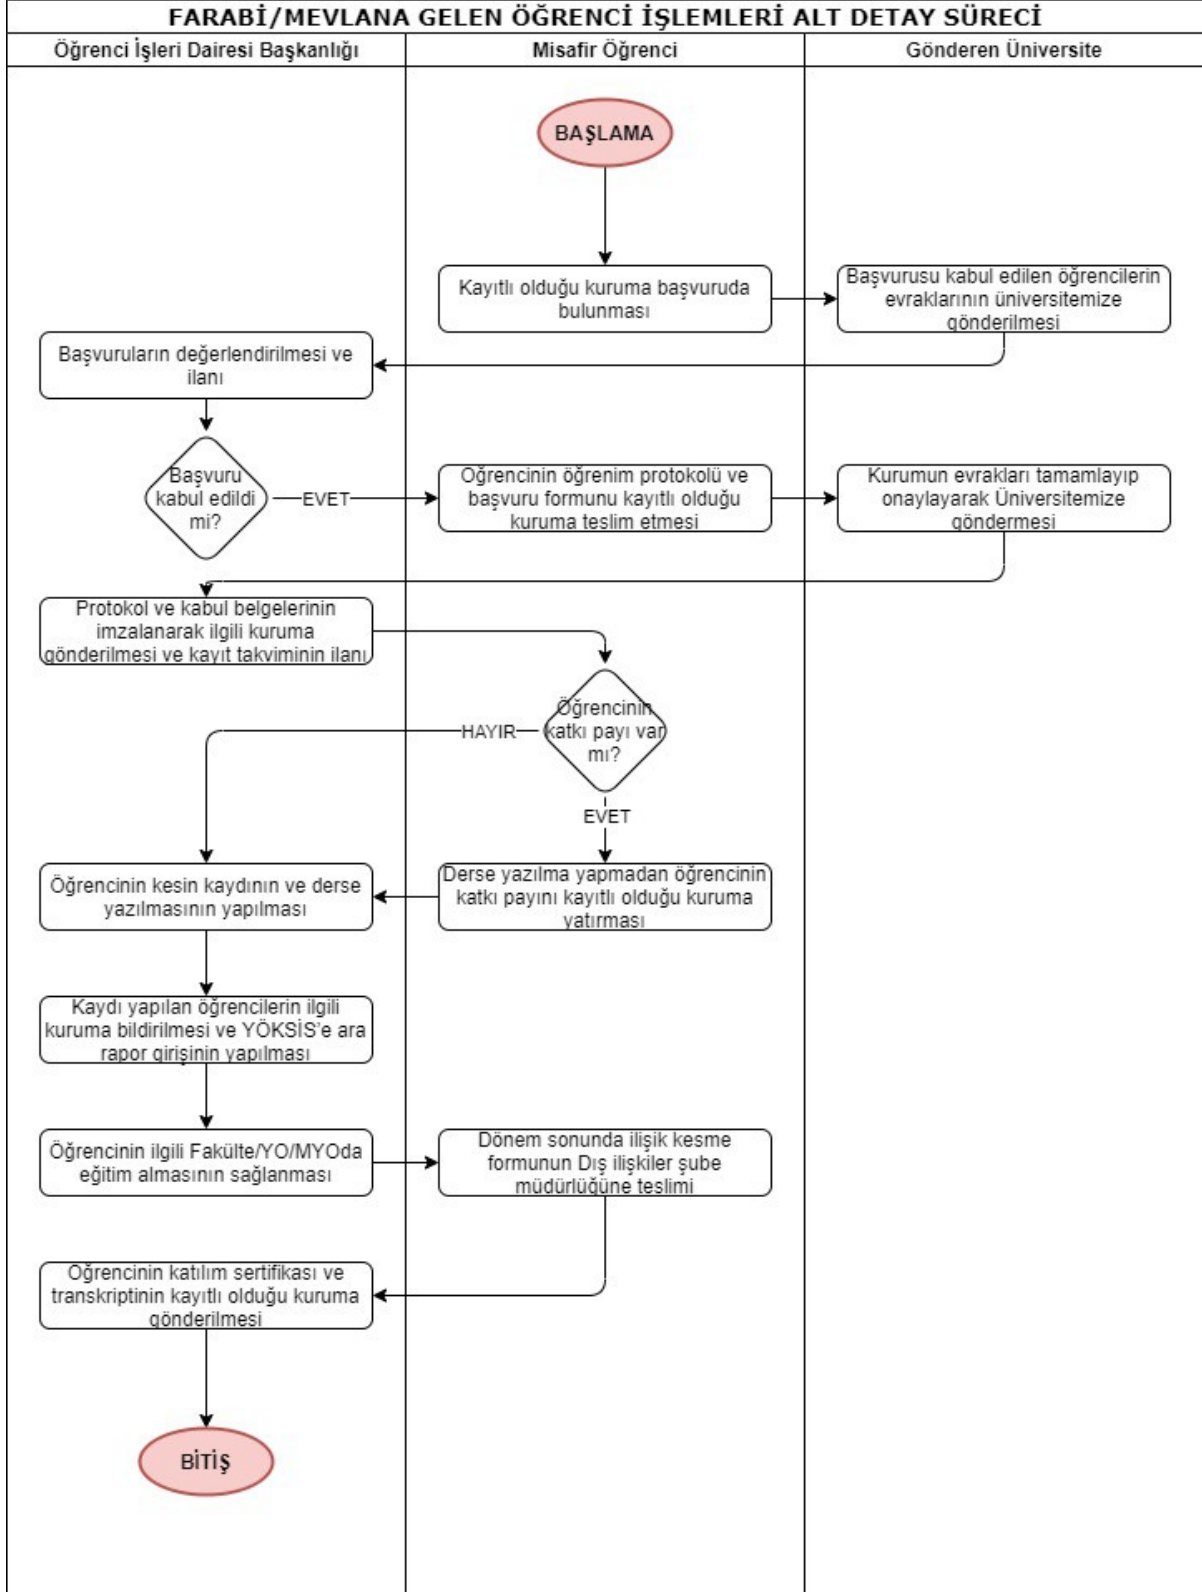 FARABİ/MEVLANA GELEN ÖĞRENCİ İŞLEMLERİ ALT DETAY SÜRECİ
Öğrenci İşleri Dairesi Başkanlığı
Misafir Öğrenci
Gönderen Üniversite
BAŞLAMA
Kayıtlı olduğu kuruma başvuruda
bulunması
Başvurusu kabul edilen öğrencilerin
evraklarının üniversitemize
gönderilmesi
Başvuruların değerlendirilmesi ve
ilanı
Başvuru
kabul edildi
mi?
EVET
Öğrencinin öğrenim protokolü ve
başvuru formunu kayıtlı olduğu
kuruma teslim etmesi
Kurumun evrakları tamamlayıp
onaylayarak Üniversitemize
göndermesi
Protokol ve kabul belgelerinin
imzalanarak ilgili kuruma
gönderilmesi ve kayıt takviminin ilanı
Öğrencinin
katkı payı var
mı?
HAYIR
EVET
Derse yazılma yapmadan öğrencinin
katkı payını kayıtlı olduğu kuruma
yatırması
Öğrencinin kesin kaydının ve derse
yazılmasının yapılması
Kaydı yapılan öğrencilerin ilgili
kuruma bildirilmesi ve YÖKSİS'e ara
rapor girişinin yapılması
Öğrencinin ilgili Fakülte/YO/MYOda
eğitim almasının sağlanması
Dönem sonunda ilişik kesme
formunun Dış ilişkiler şube
müdürlüğüne teslimi
Öğrencinin katılım sertifikası ve
transkriptinin kayıtlı olduğu kuruma
gönderilmesi
BİTİŞ